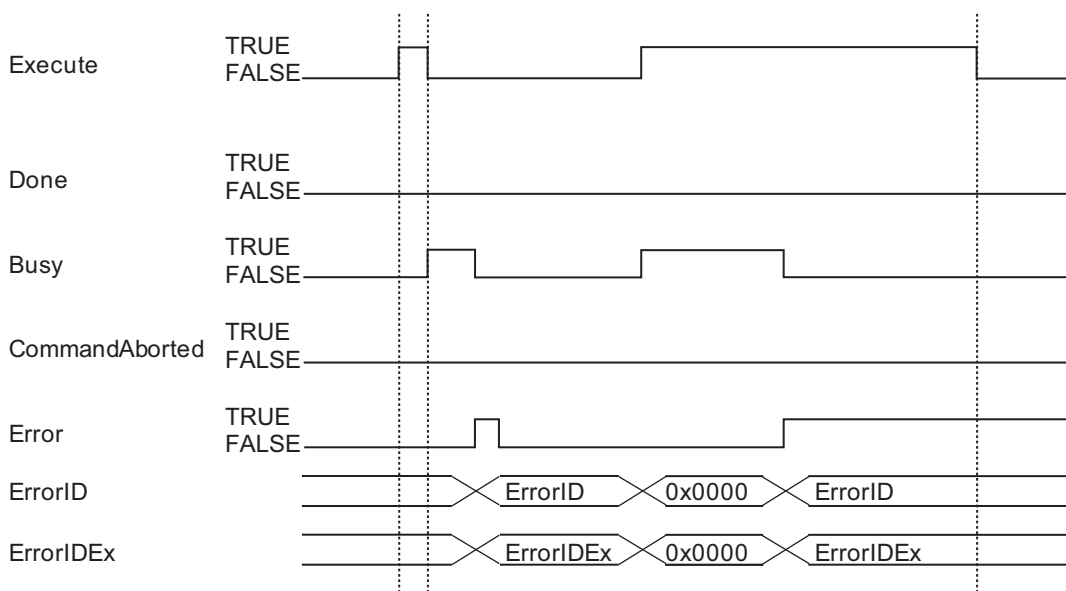 Execute TRUE
FALSE
Done TRUE
FALSE
Busy TRUE
FALSE
CommandAborted TRUE
FALSE
Error TRUE
FALSE
ErrorID ErrorID 0x0000 ErrorID
ErrorIDEx ErrorIDEx 0x0000 ErrorIDEx